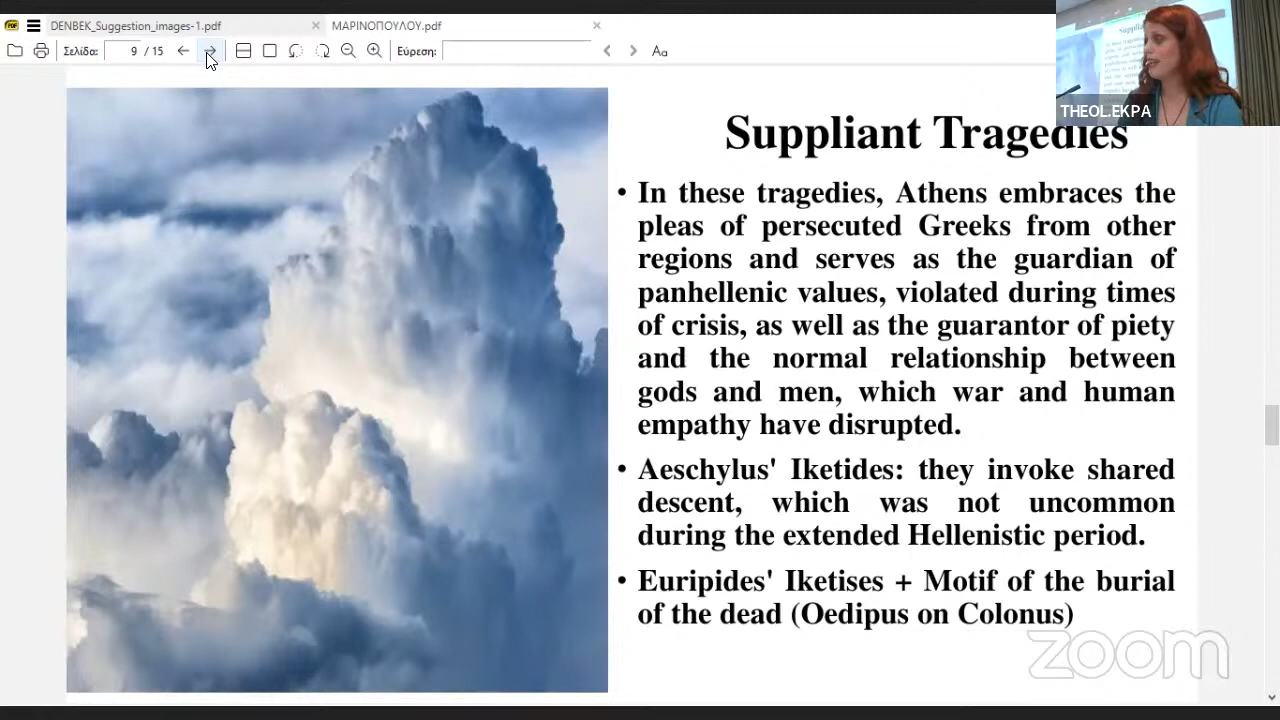 DENBEK_Suggestion_images-1.pdf
ΜΑΡΙΝΟΠΟΥΛΟΥ.pdf
Σελίδα: 9 / 15 Εύρεση: Aa
THEOL.EKPA
Suppliant Tragedies
• In these tragedies, Athens embraces the
pleas of persecuted Greeks from other
regions and serves as the guardian of
panhellenic values, violated during times
of crisis, as well as the guarantor of piety
and the normal relationship between
gods and men, which war and human
empathy have disrupted.
• Aeschylus' Iketides: they invoke shared
descent, which was not uncommon
during the extended Hellenistic period.
• Euripides' Iketises + Motif of the burial
of the dead (Oedipus on Colonus)
zoom